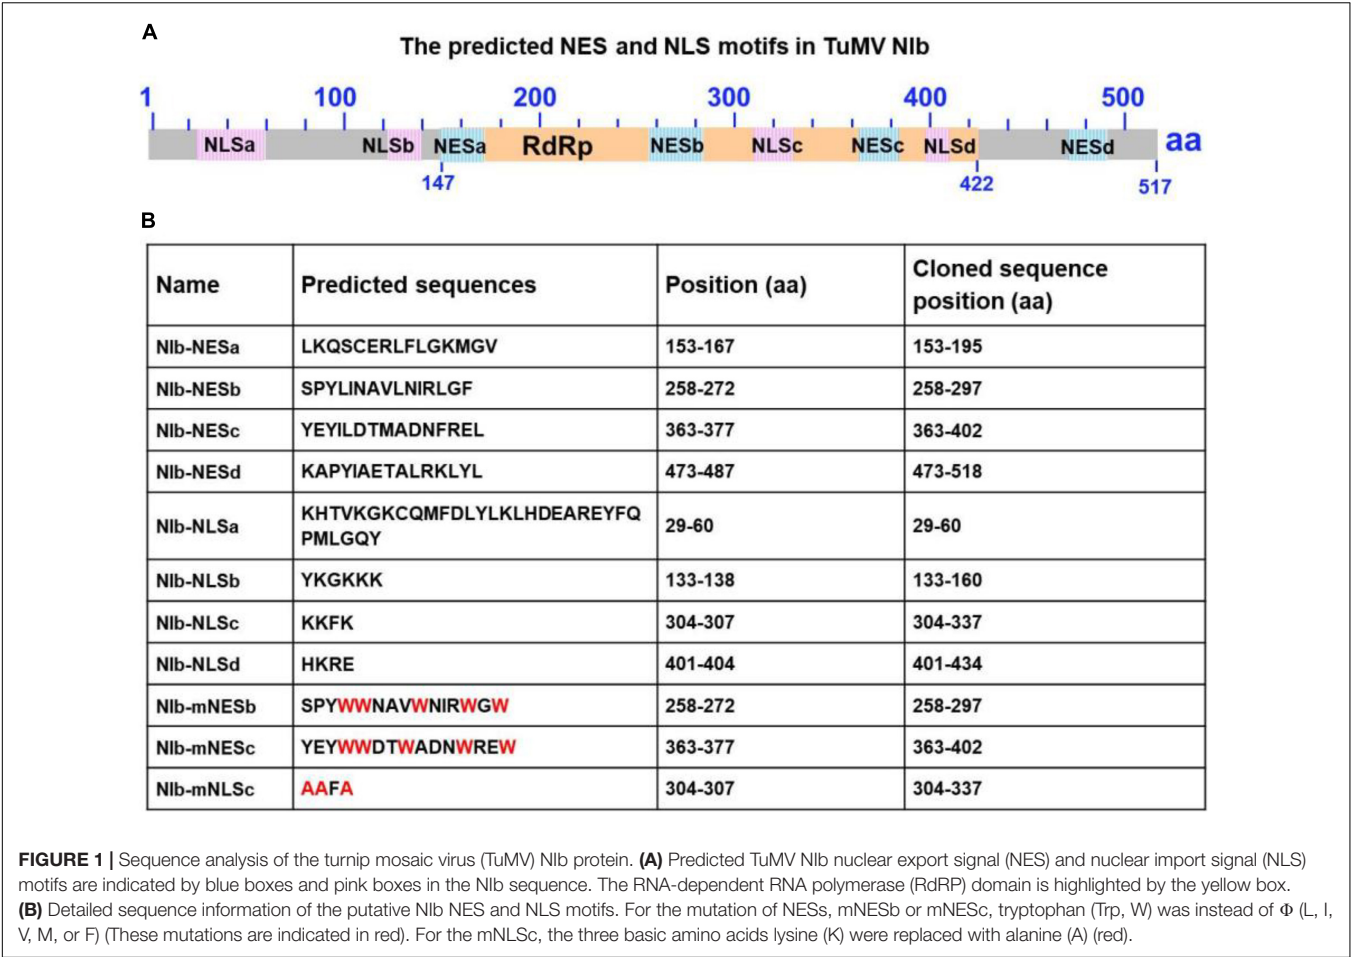 A
The predicted NES and NLS motifs in TuMV NIb
1 100 200 300 400 500
NLSa NLSb NESa RdRp NESb NLSc NESc NLSd NESd aa
147 422 517
B
Name Predicted sequences Position (aa) Cloned sequence position (aa)
NIb-NESa LKQSCERLFLGKMGV 153-167 153-195
NIb-NESb SPYLINAVLNIRLGF 258-272 258-297
NIb-NESc YEYILDTMADNFREL 363-377 363-402
NIb-NESd KAPYIAETALRKLYL 473-487 473-518
NIb-NLSa KHTVKGKCQMFDLYLKLHDEAREYFQ PMLGQY 29-60 29-60
NIb-NLSb YKGKKK 133-138 133-160
NIb-NLSc KKFK 304-307 304-337
NIb-NLSd HKRE 401-404 401-434
NIb-mNESb SPYWWNAVWNIRWGW 258-272 258-297
NIb-mNESc YEYWWDTWADNWREW 363-377 363-402
NIb-mNLSc AAFA 304-307 304-337
FIGURE 1 | Sequence analysis of the turnip mosaic virus (TuMV) NIb protein. (A) Predicted TuMV NIb nuclear export signal (NES) and nuclear import signal (NLS)
motifs are indicated by blue boxes and pink boxes in the NIb sequence. The RNA-dependent RNA polymerase (RdRP) domain is highlighted by the yellow box.
(B) Detailed sequence information of the putative NIb NES and NLS motifs. For the mutation of NESs, mNESb or mNESc, tryptophan (Trp, W) was instead of Φ (L, I,
V, M, or F) (These mutations are indicated in red). For the mNLSc, the three basic amino acids lysine (K) were replaced with alanine (A) (red).